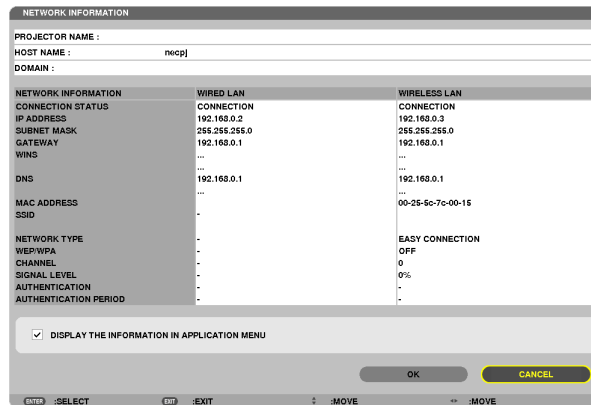 NETWORK INFORMATION
PROJECTOR NAME :
HOST NAME : necpj
DOMAIN :
NETWORK INFORMATION WIRED LAN WIRELESS LAN
CONNECTION STATUS CONNECTION CONNECTION
IP ADDRESS 192.168.0.2 192.168.0.3
SUBNET MASK 255.255.255.0 255.255.255.0
GATEWAY 192.168.0.1 192.168.0.1
WINS ... ...
... ...
DNS 192.168.0.1 192.168.0.1
... ...
MAC ADDRESS 00-25-5c-7c-00-15
SSID -
NETWORK TYPE - EASY CONNECTION
WEP/WPA - OFF
CHANNEL - 0
SIGNAL LEVEL - 0%
AUTHENTICATION - -
AUTHENTICATION PERIOD - -
DISPLAY THE INFORMATION IN APPLICATION MENU
OK CANCEL
ENTER :SELECT EXIT :EXIT :MOVE :MOVE